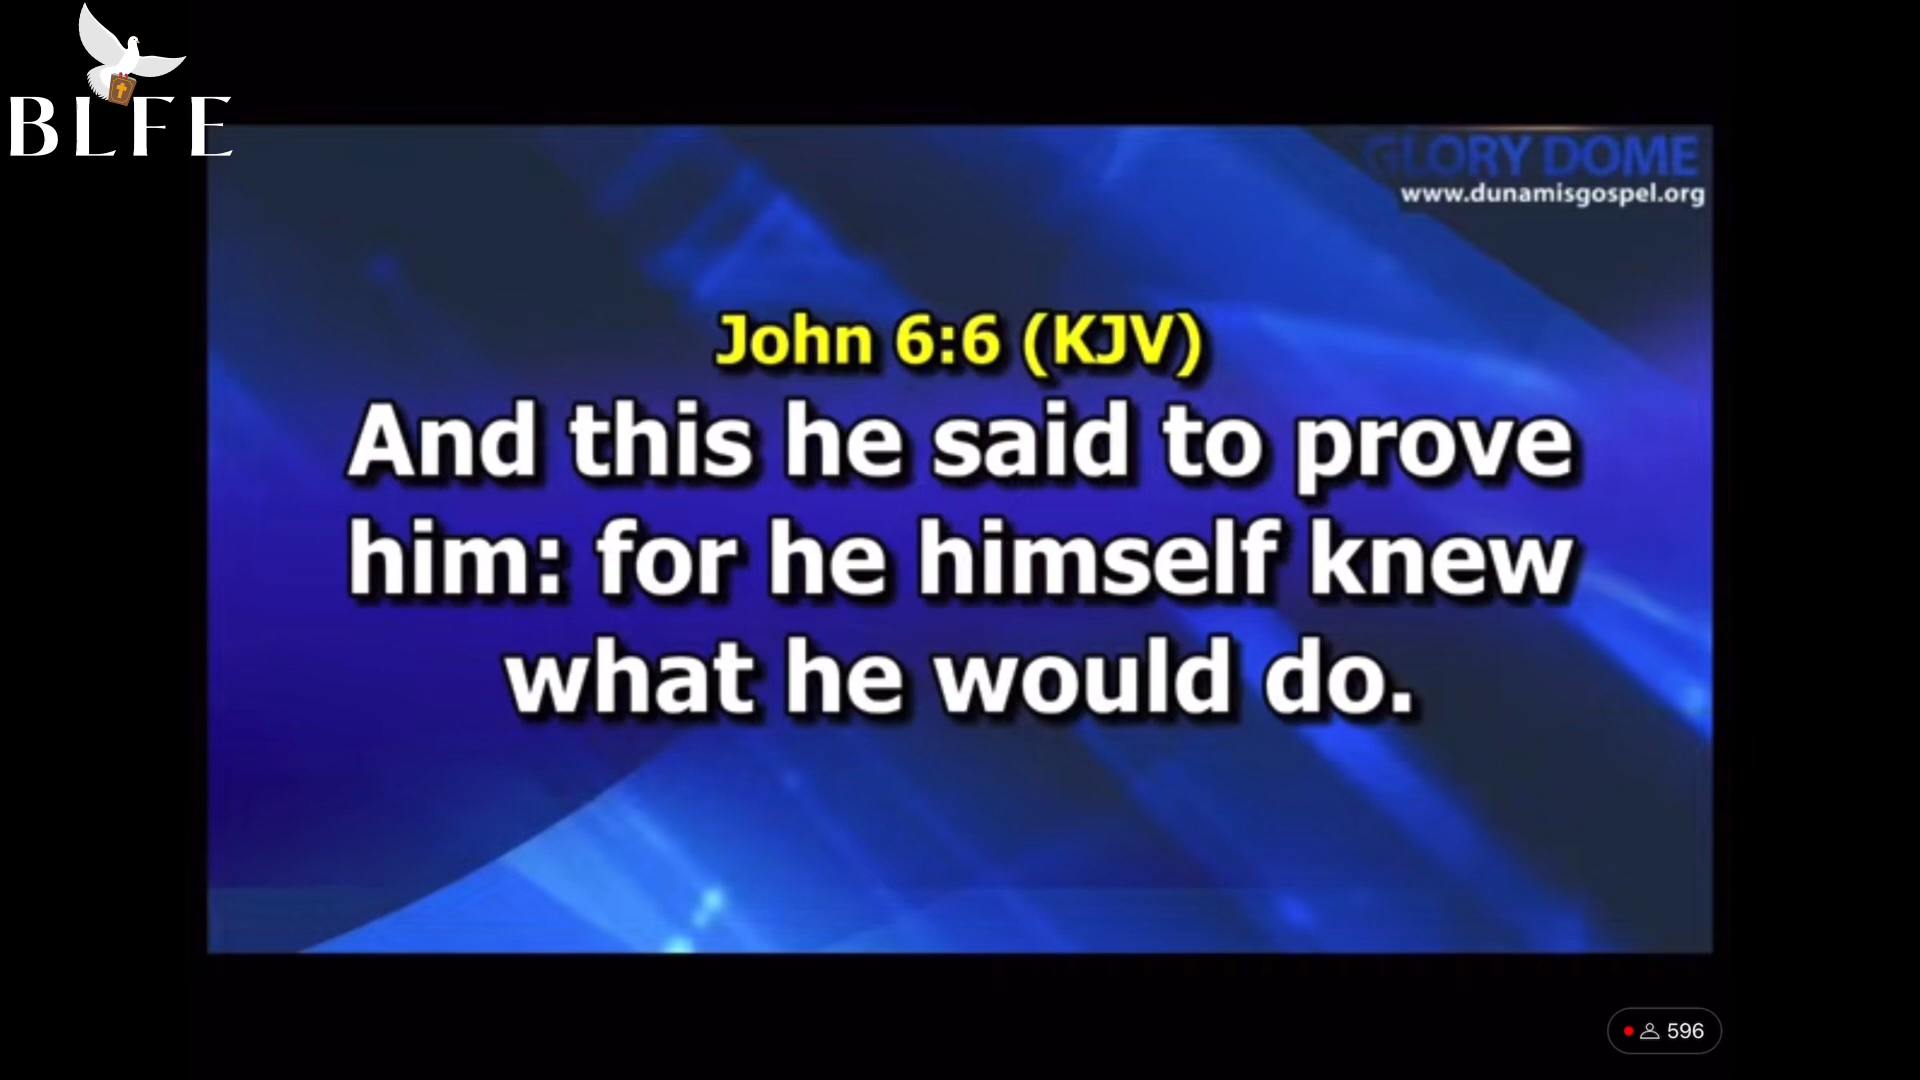 BLFE
GLORY DOME
www.dunamisgospel.org
John 6:6 (KJV)
And this he said to prove
him: for he himself knew
what he would do.
596